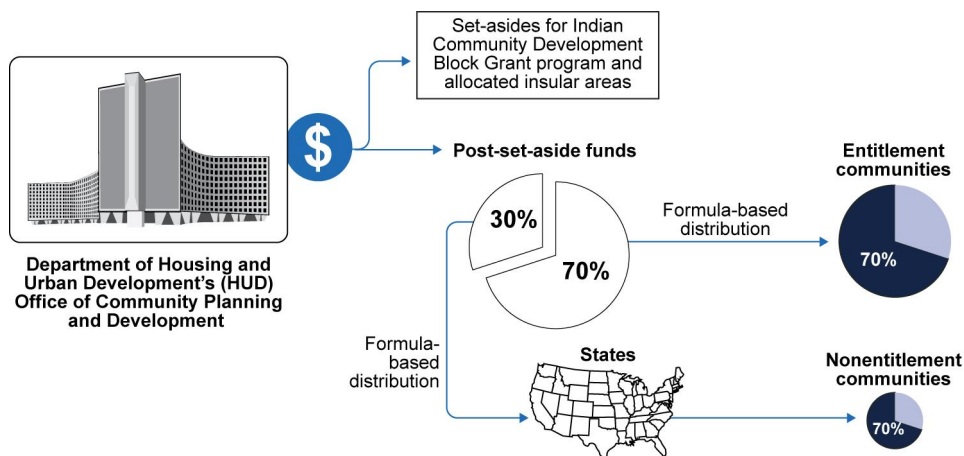 Set-asides for Indian
Community Development
Block Grant program and
allocated insular areas
$
Department of Housing and
Urban Development’s (HUD)
Office of Community Planning
and Development
Post-set-aside funds
30%
70%
Formula-based
distribution
Entitlement
communities
70%
Formula-
based
distribution
States
Nonentitlement
communities
70%